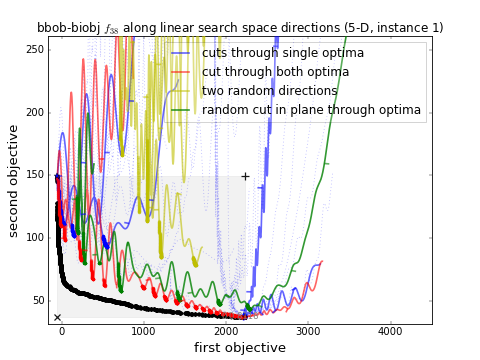 bbob-biobj f38 along linear search space directions (5-D, instance 1)
cuts through single optima
cut through both optima
two random directions
random cut in plane through optima
second objective
250
200
150
100
50
0
1000
2000
3000
4000
first objective